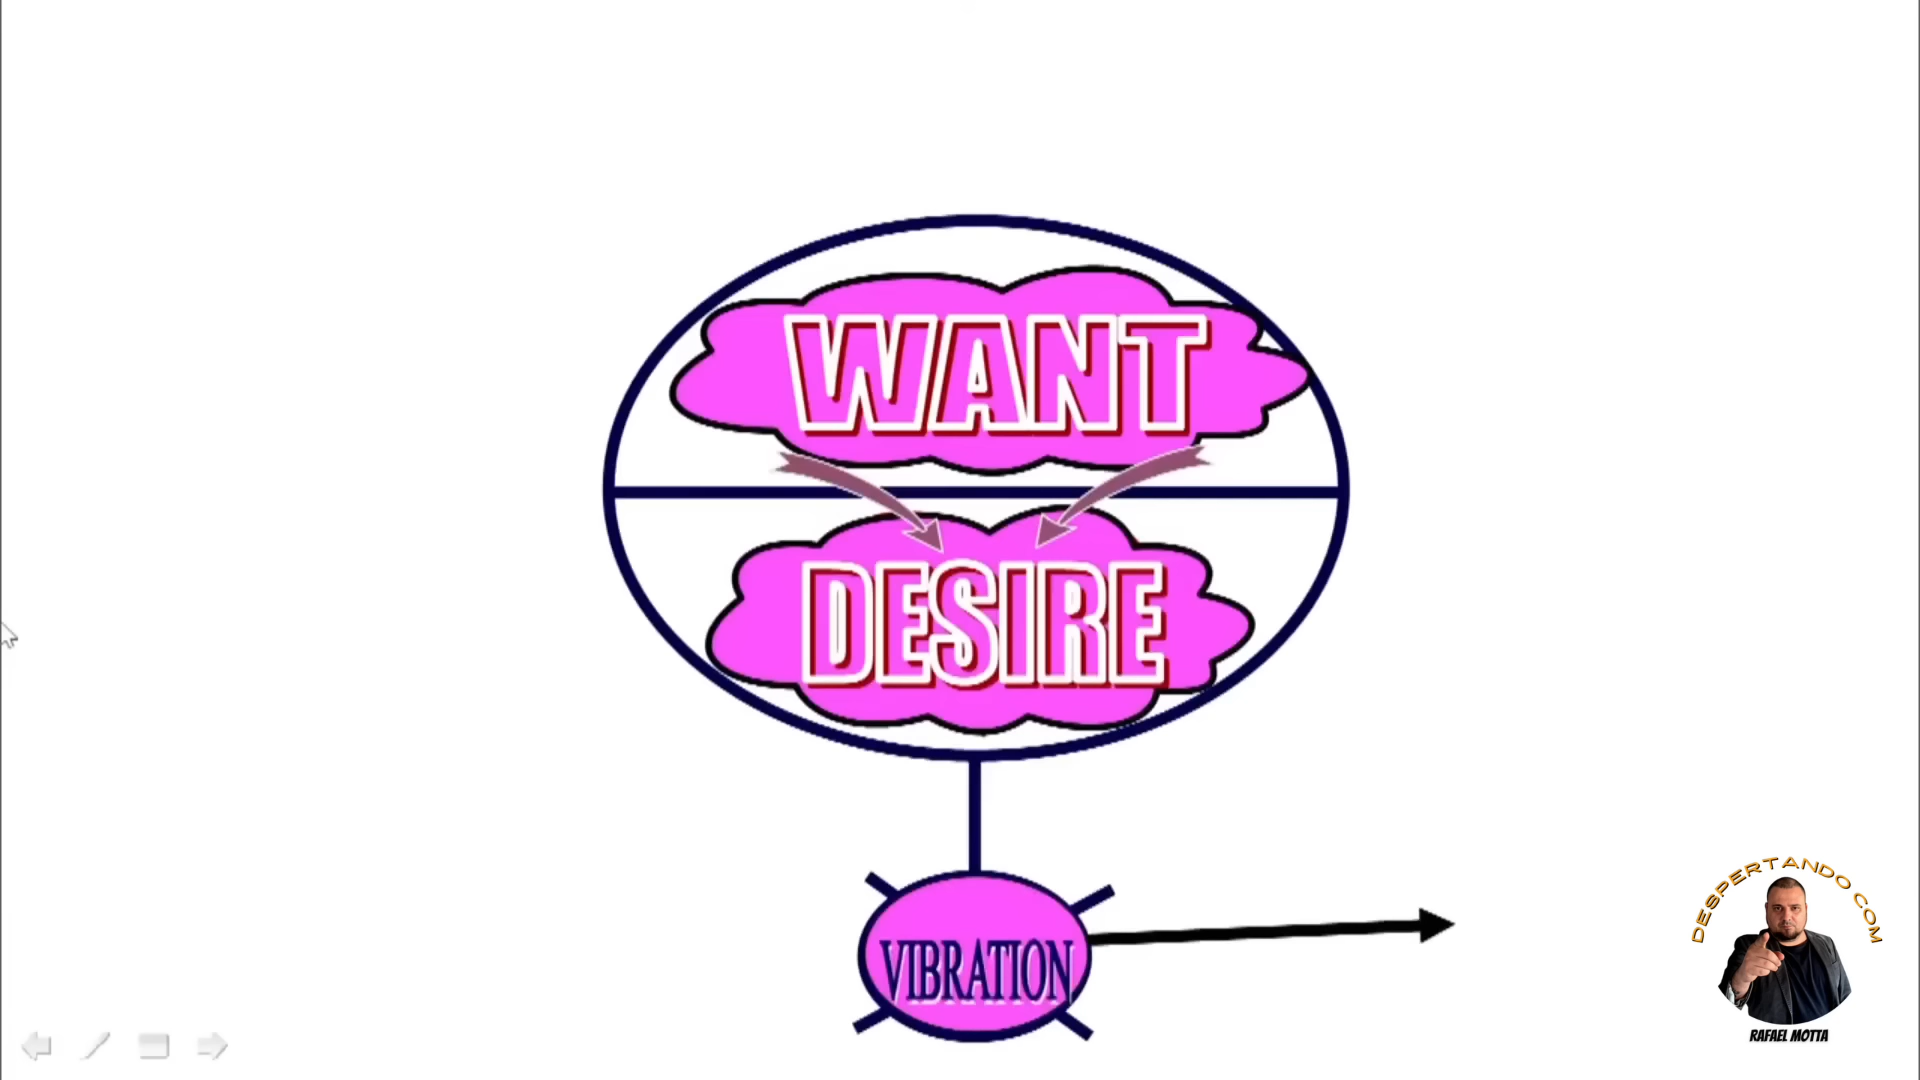 WANT
DESIRE
VIBRATION
DESPERTANDO COM
RAFAEL MOTTA